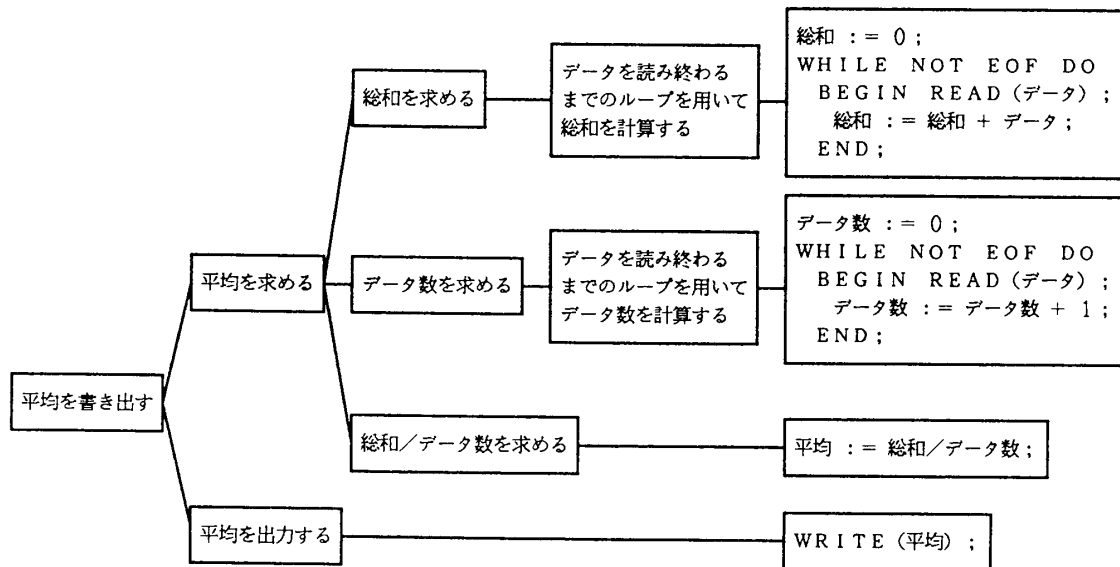 総和 := 0;
WHILE NOT EOF DO
BEGIN READ(データ);
総和 := 総和 + データ;
END;
データを読み終わる
までのループを用いて
総和を計算する
総和を求める
データ数 := 0;
WHILE NOT EOF DO
BEGIN READ(データ);
データ数 := データ数 + 1;
END;
データを読み終わる
までのループを用いて
データ数を計算する
データ数を求める
平均を求める
平均を書き出す
総和/データ数を求める
平均 := 総和/データ数;
平均を出力する
WRITE(平均);